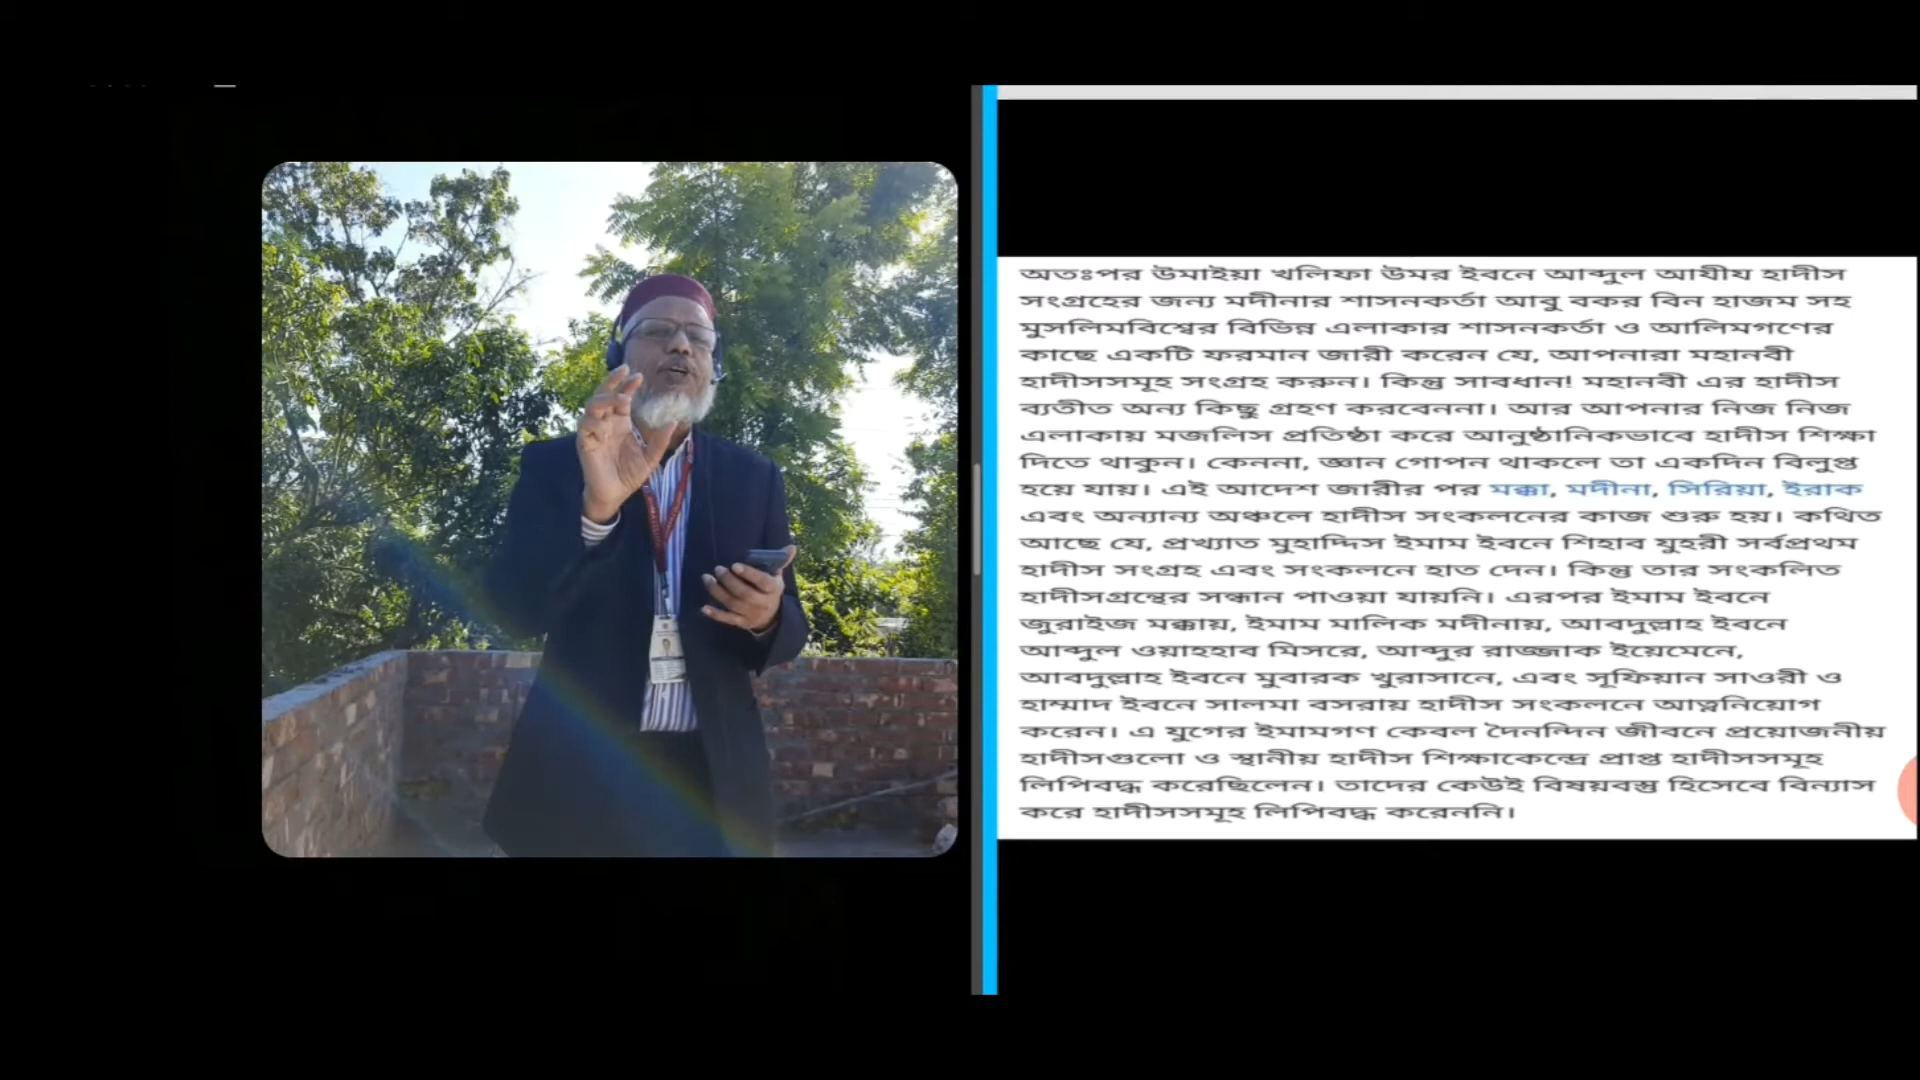 অতঃপর উমাইয়া খলিফা উমর ইবনে আব্দুল আযীয হাদীস
সংগ্রহের জন্য মদীনার শাসনকর্তা আবু বকর বিন হাজম সহ
মুসলিমবিশ্বের বিভিন্ন এলাকার শাসনকর্তা ও আলিমগণের
কাছে একটি ফরমান জারী করেন যে, আপনারা মহানবী
হাদীসসমূহ সংগ্রহ করুন। কিন্তু সাবধান! মহানবী এর হাদীস
ব্যতীত অন্য কিছু গ্রহণ করবেননা। আর আপনার নিজ নিজ
এলাকায় মজলিস প্রতিষ্ঠা করে আনুষ্ঠানিকভাবে হাদীস শিক্ষা
দিতে থাকুন। কেননা, জ্ঞান গোপন থাকলে তা একদিন বিলুপ্ত
হয়ে যায়। এই আদেশ জারীর পর মক্কা, মদীনা, সিরিয়া, ইরাক
এবং অন্যান্য অঞ্চলে হাদীস সংকলনের কাজ শুরু হয়। কথিত
আছে যে, প্রখ্যাত মুহাদ্দিস ইমাম ইবনে শিহাব যুহরী সর্বপ্রথম
হাদীস সংগ্রহ এবং সংকলনে হাত দেন। কিন্তু তার সংকলিত
হাদীসগ্রন্থের সন্ধান পাওয়া যায়নি। এরপর ইমাম ইবনে
জুরাইজ মক্কায়, ইমাম মালিক মদীনায়, আবদুল্লাহ ইবনে
আব্দুল ওয়াহহাব মিসরে, আব্দুর রাজ্জাক ইয়েমেনে,
আবদুল্লাহ ইবনে মুবারক খুরাসানে, এবং সূফিয়ান সাওরী ও
হাম্মাদ ইবনে সালমা বসরায় হাদীস সংকলনে আত্ননিয়োগ
করেন। এ যুগের ইমামগণ কেবল দৈনন্দিন জীবনে প্রয়োজনীয়
হাদীসগুলো ও স্থানীয় হাদীস শিক্ষাকেন্দ্রে প্রাপ্ত হাদীসসমূহ
লিপিবদ্ধ করেছিলেন। তাদের কেউই বিষয়বস্তু হিসেবে বিন্যাস
করে হাদীসসমূহ লিপিবদ্ধ করেননি।